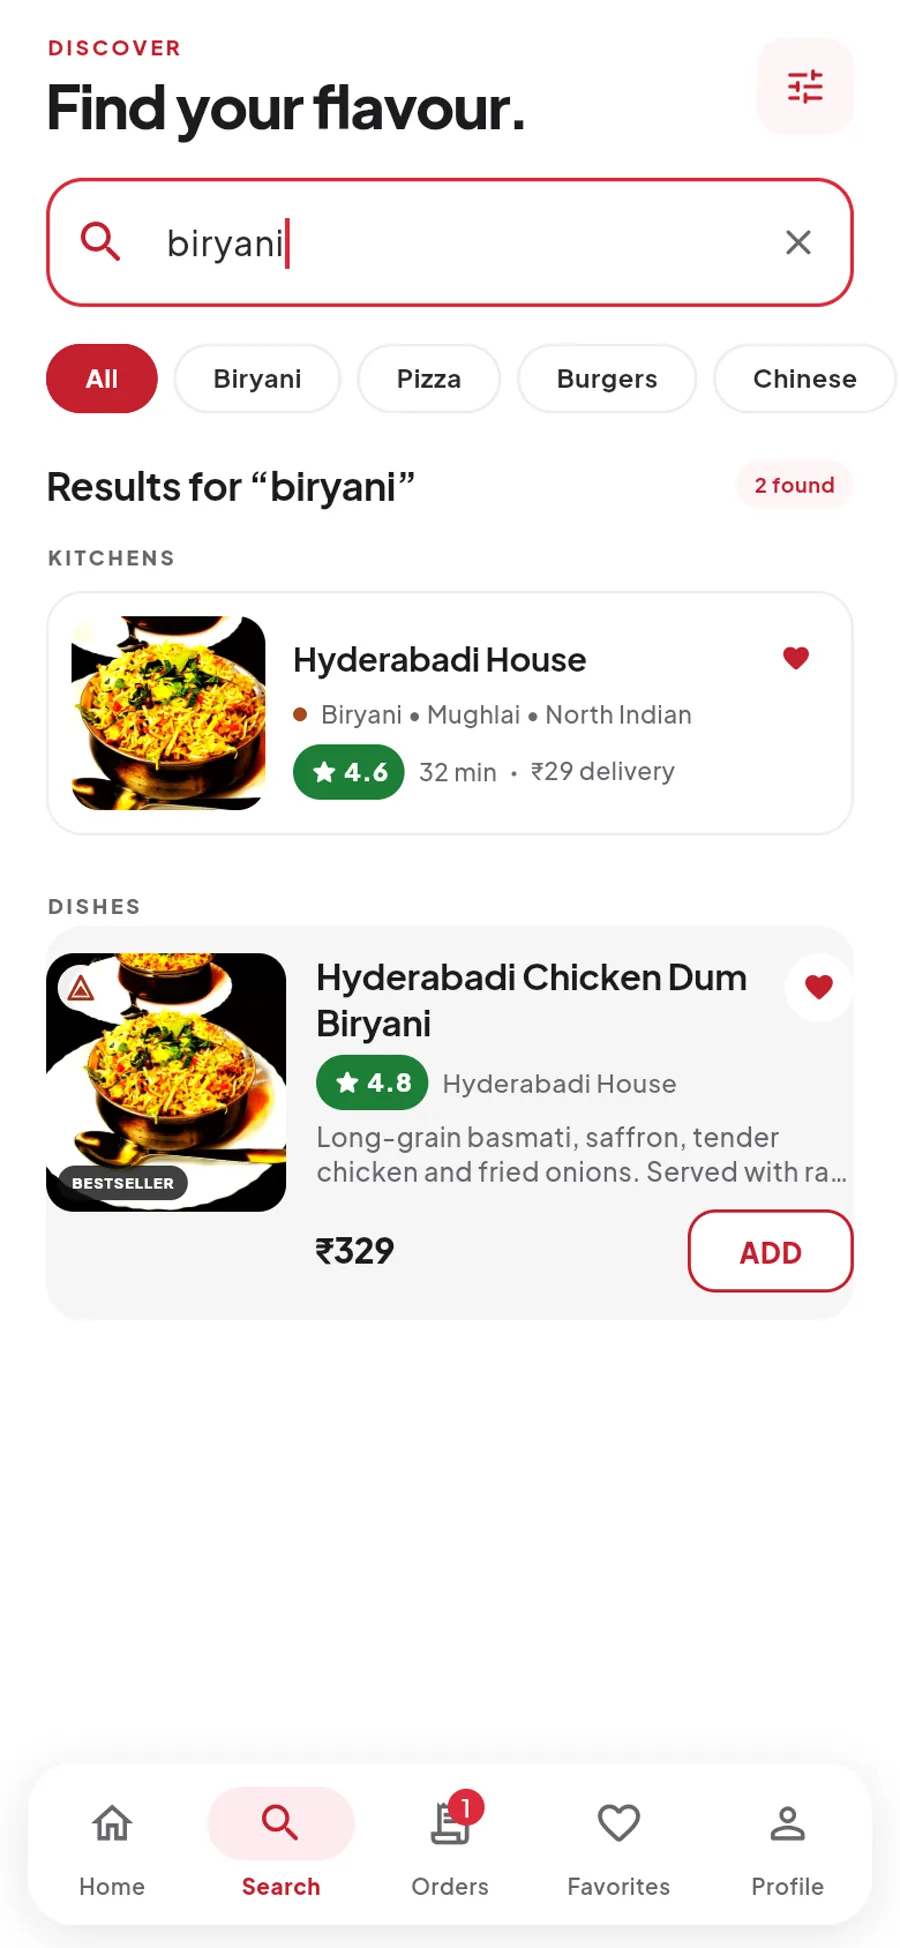 DISCOVER
Find your flavour.
biryani
All
Biryani
Pizza
Burgers
Chinese
Results for “biryani”
2 found
KITCHENS
Hyderabadi House
Biryani • Mughlai • North Indian
4.6
32 min • ₹29 delivery
DISHES
Hyderabadi Chicken Dum
Biryani
4.8
Hyderabadi House
Long-grain basmati, saffron, tender
chicken and fried onions. Served with ra...
BESTSELLER
₹329
ADD
1
Home
Search
Orders
Favorites
Profile